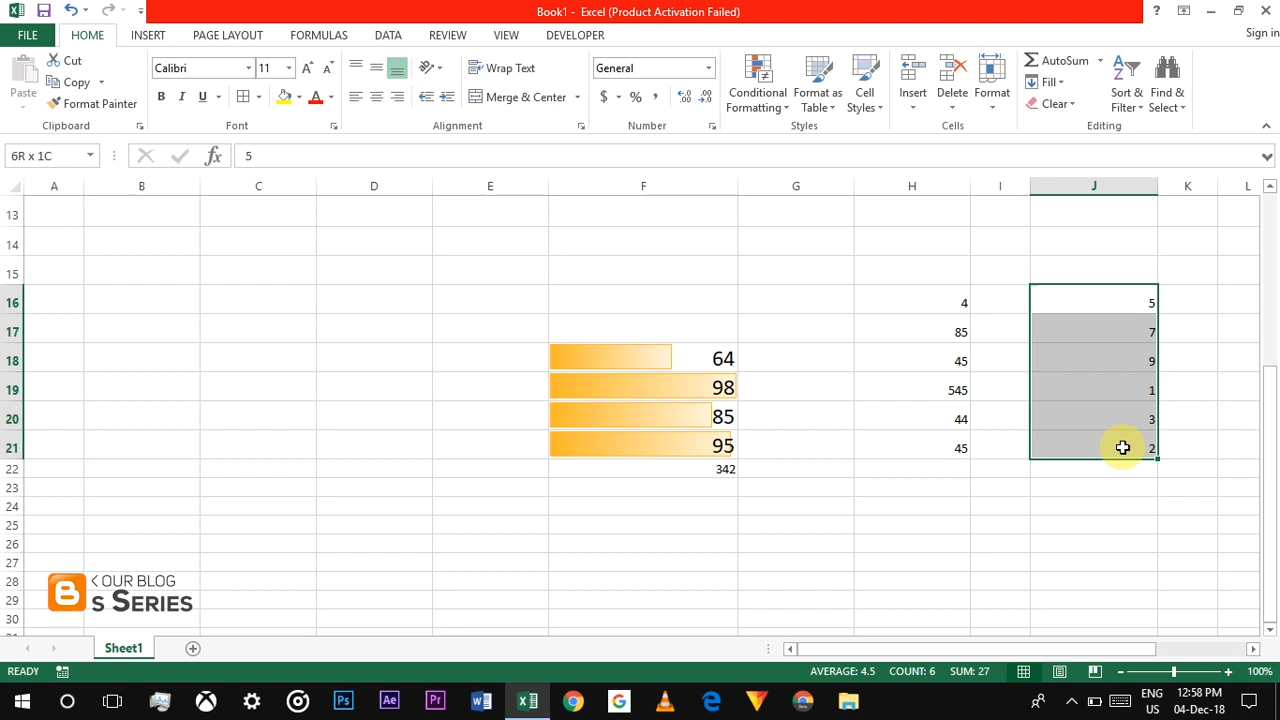 Book1 - Excel (Product Activation Failed)
FILE HOME INSERT PAGE LAYOUT FORMULAS DATA REVIEW VIEW DEVELOPER Sign in
Paste
Cut
Copy
Format Painter
Clipboard
Calibri 11
B I U A
Font
Wrap Text
Merge & Center
Alignment
General
$ % ,
Number
Conditional Formatting
Format as Table
Cell Styles
Styles
Insert Delete Format
Cells
AutoSum
Fill
Clear
Sort & Filter
Find & Select
Editing
6R x 1C fx 5
A B C D E F G H I J K L
13
14
15
16 4 5
17 85 7
18 64 45 9
19 98 545 1
20 85 44 3
21 95 45 2
22 342
23
24
25
26
27
28
29
30
OUR BLOG
s SERIES
Sheet1
READY AVERAGE: 4.5 COUNT: 6 SUM: 27 100%
Ps Ae Pr
ENG US
12:58 PM
04-Dec-18